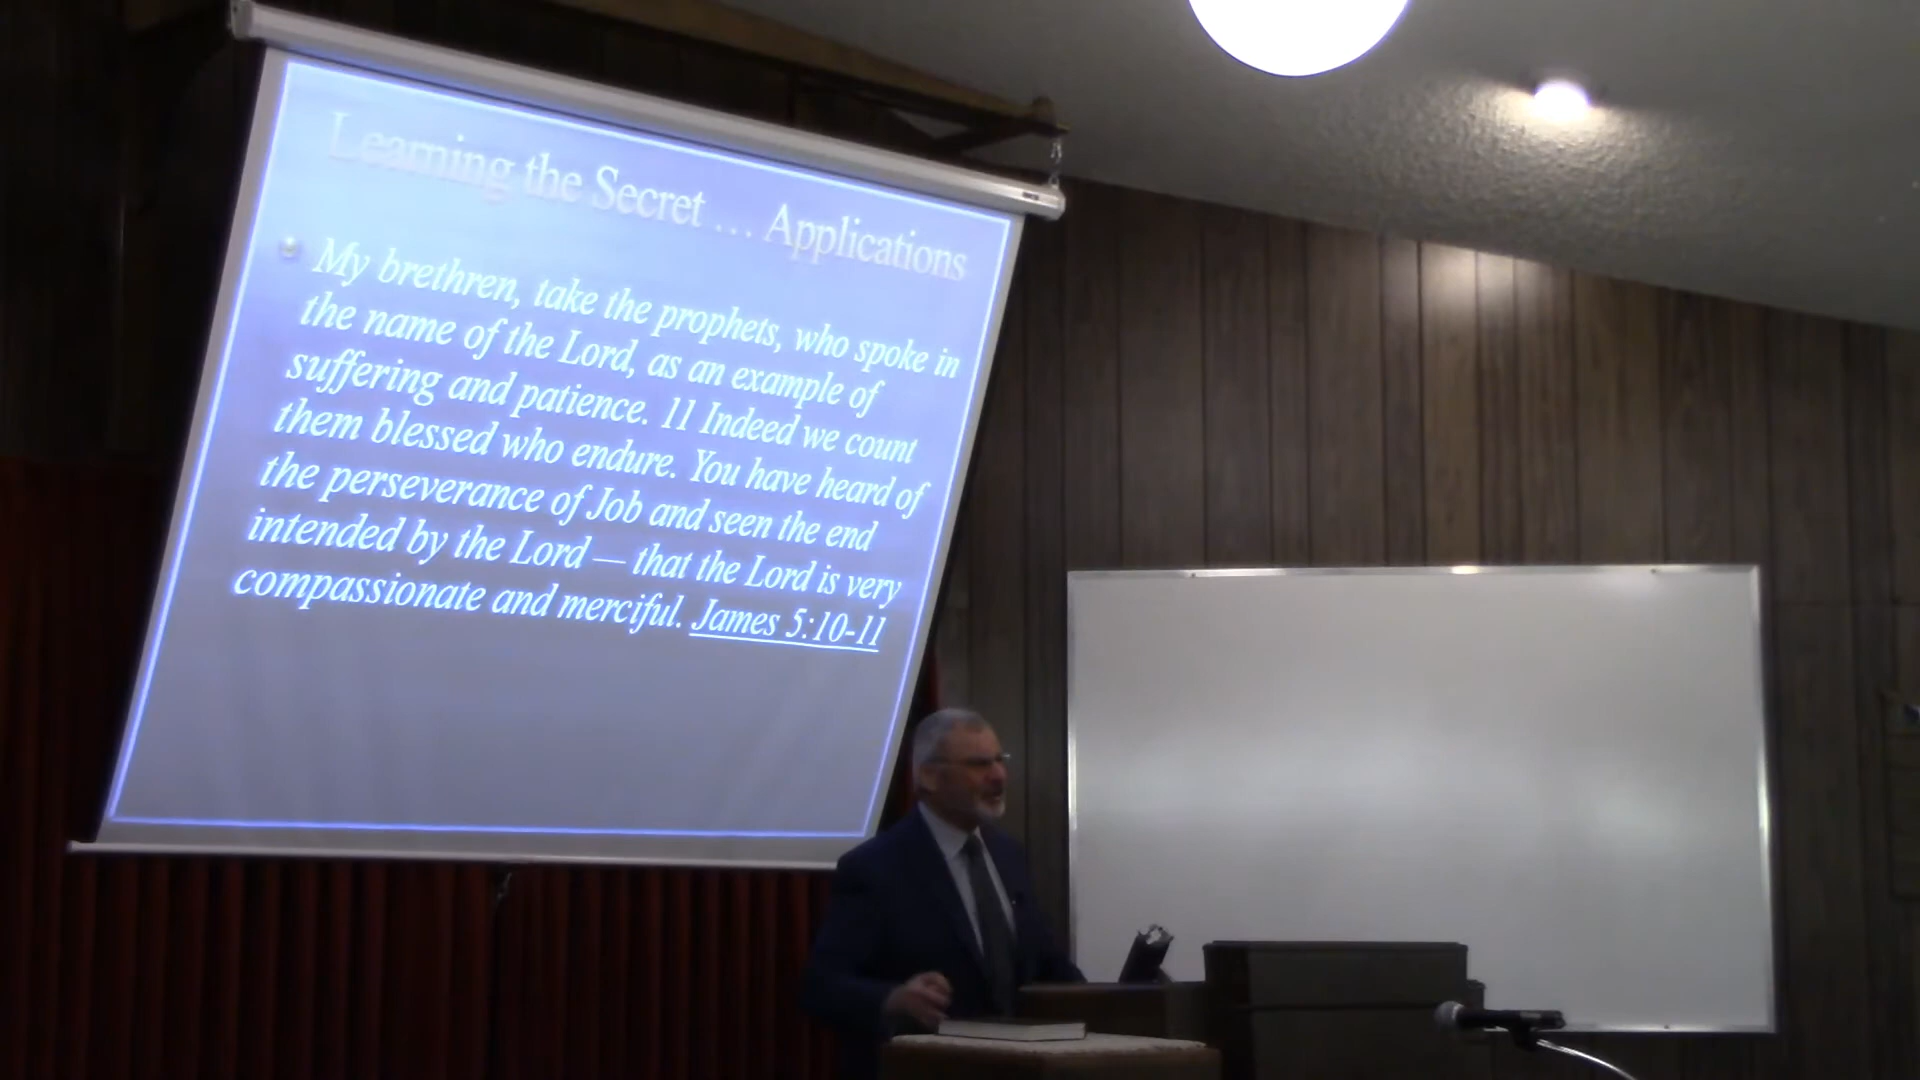 Learning the Secret … Applications
My brethren, take the prophets, who spoke in
the name of the Lord, as an example of
suffering and patience. 11 Indeed we count
them blessed who endure. You have heard of
the perseverance of Job and seen the end
intended by the Lord — that the Lord is very
compassionate and merciful. James 5:10-11